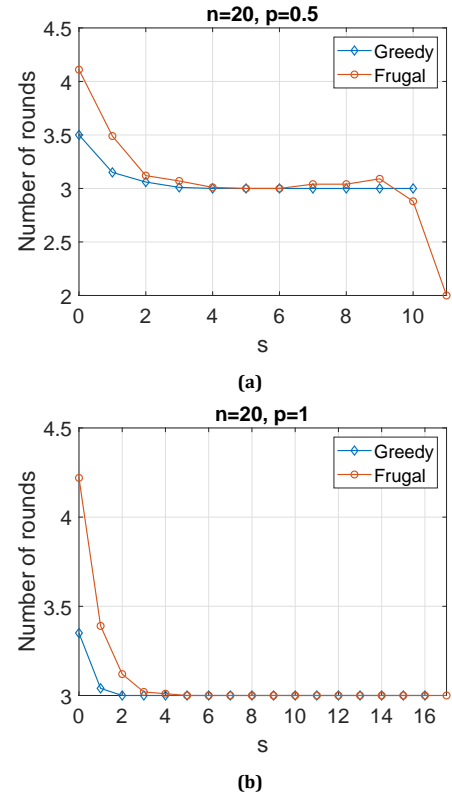 n=20, p=0.5
4.5
4
3.5
3
2.5
2
Number of rounds
Greedy
Frugal
0 2 4 6 8 10
s
(a)
n=20, p=1
4.5
4
3.5
3
Number of rounds
Greedy
Frugal
0 2 4 6 8 10 12 14 16
s
(b)